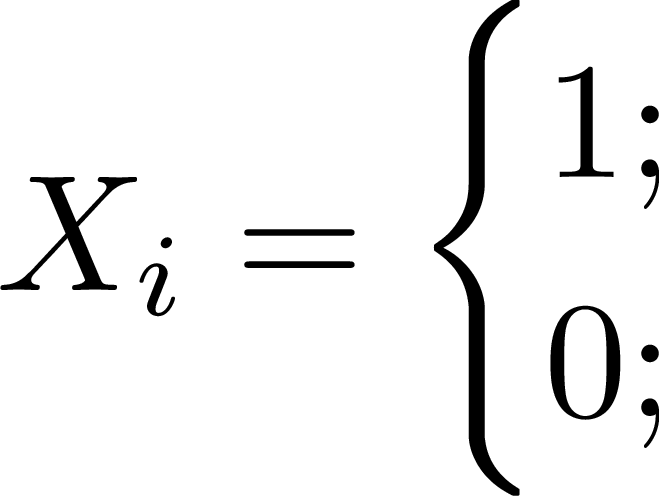 X_i = { 1;
0;